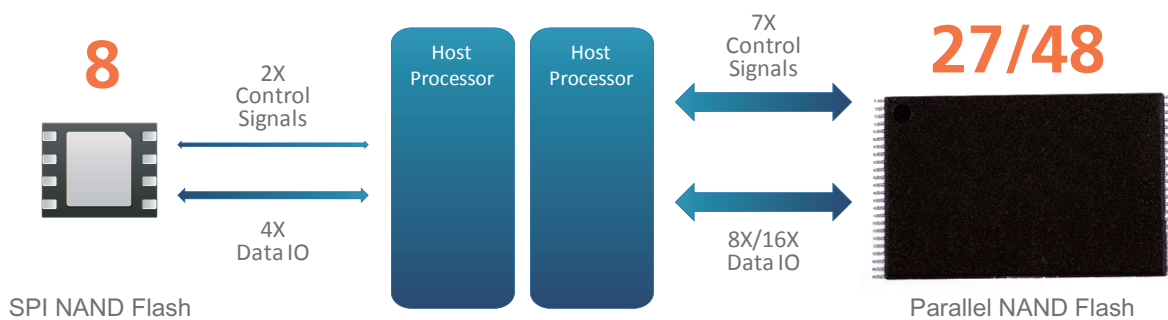 8
2X
Control
Signals
4X
Data IO
SPI NAND Flash
Host
Processor
Host
Processor
7X
Control
Signals
8X/16X
Data IO
27/48
Parallel NAND Flash